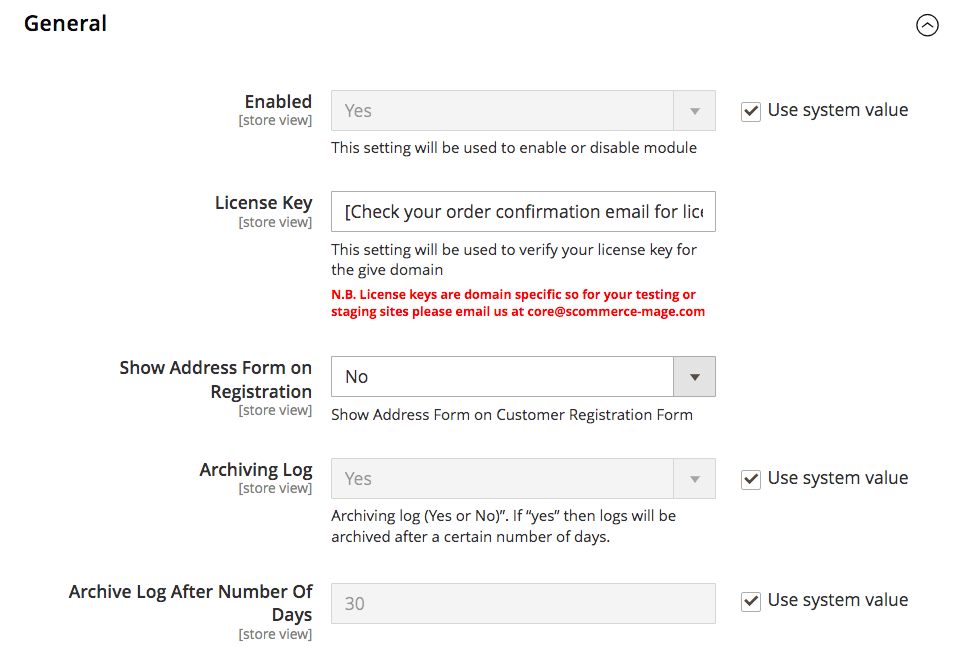 General
Enabled
[store view]
Yes
Use system value
This setting will be used to enable or disable module
License Key
[store view]
[Check your order confirmation email for lice
This setting will be used to verify your license key for
the give domain
N.B. License keys are domain specific so for your testing or
staging sites please email us at core@scommerce-mage.com
Show Address Form on
Registration
[store view]
No
Show Address Form on Customer Registration Form
Archiving Log
[store view]
Yes
Use system value
Archiving log (Yes or No)”. If “yes” then logs will be
archived after a certain number of days.
Archive Log After Number Of
Days
[store view]
30
Use system value